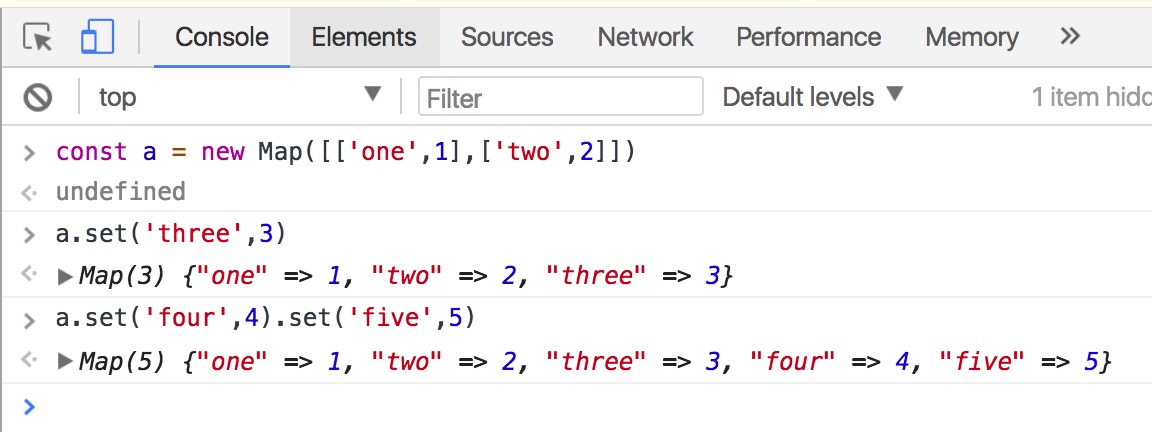 Console Elements Sources Network Performance Memory »
top ▼ Filter Default levels ▼ 1 item hidd
> const a = new Map([['one',1],['two',2]])
<· undefined
> a.set('three',3)
<· ▶Map(3) {"one" => 1, "two" => 2, "three" => 3}
> a.set('four',4).set('five',5)
<· ▶Map(5) {"one" => 1, "two" => 2, "three" => 3, "four" => 4, "five" => 5}
>